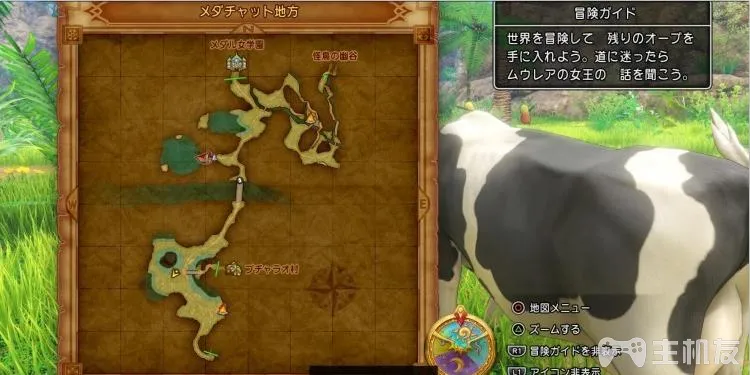 メダチャット地方
N
メダル女学園
怪鳥の幽谷
W
E
プチャラオ村
冒険ガイド
世界を冒険して 残りのオーブを
手に入れよう。道に迷ったら
ムウレアの女王の 話を聞こう。
地図メニュー
ズームする
R1 冒険ガイドを非表示
L1 アイコン非表示
主机友